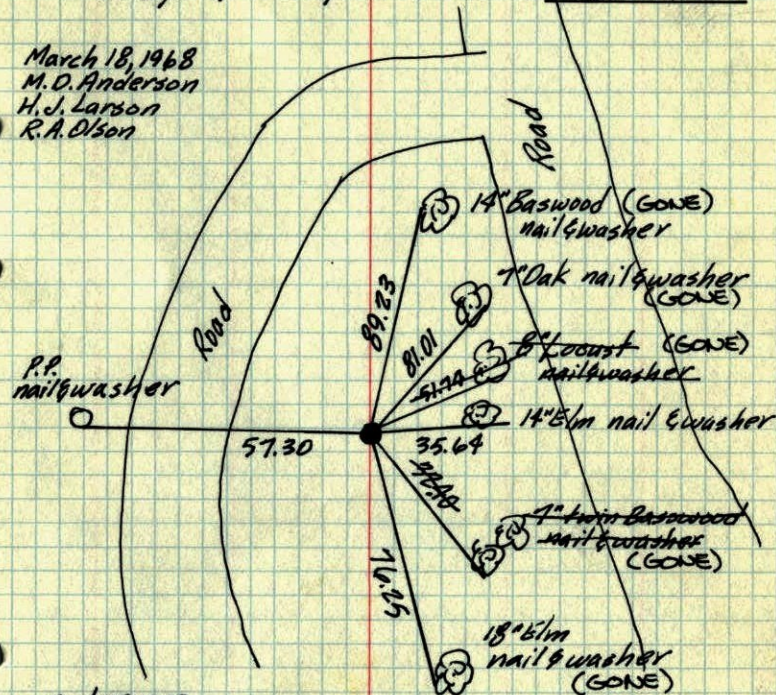 March 18, 1968
M.D. Anderson
H.J. Larson
R.A. Olson
Road
14" Baswood (GONE)
nail & washer
89.23
7" Oak nail & washer
(GONE)
81.01
Road
8" Locust (GONE)
nail & washer
51.74
P.P.
nail & washer
14" Elm nail & washer
57.30
35.64
7" twin Basswood
nail & washer
(GONE)
76.25
18" Elm
nail & washer
(GONE)